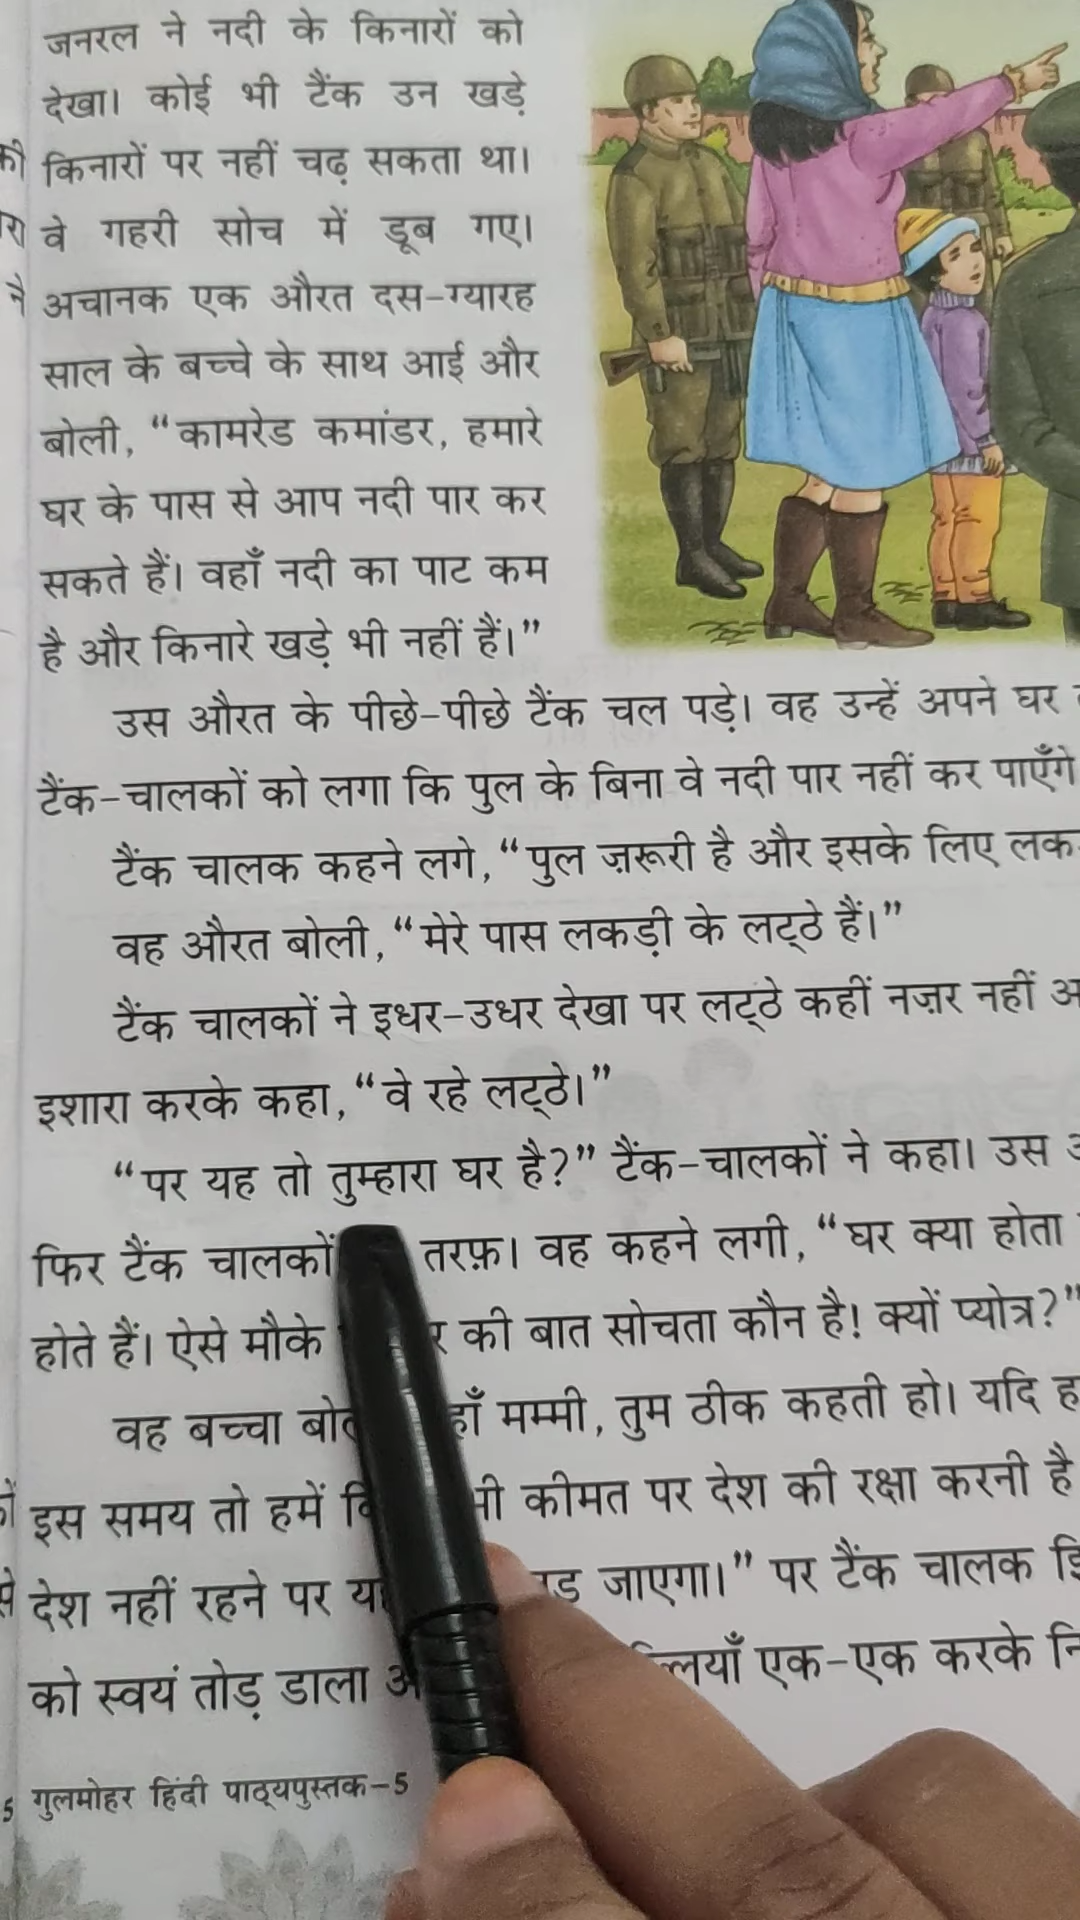 जनरल ने नदी के किनारों को
देखा। कोई भी टैंक उन खड़े
किनारों पर नहीं चढ़ सकता था।
वे गहरी सोच में डूब गए।
अचानक एक औरत दस-ग्यारह
साल के बच्चे के साथ आई और
बोली, “कामरेड कमांडर, हमारे
घर के पास से आप नदी पार कर
सकते हैं। वहाँ नदी का पाट कम
है और किनारे खड़े भी नहीं हैं।”
उस औरत के पीछे-पीछे टैंक चल पड़े। वह उन्हें अपने घर
टैंक-चालकों को लगा कि पुल के बिना वे नदी पार नहीं कर पाएँगे
टैंक चालक कहने लगे, “पुल ज़रूरी है और इसके लिए
वह औरत बोली, “मेरे पास लकड़ी के लट्ठे हैं।”
टैंक चालकों ने इधर-उधर देखा पर लट्ठे कहीं नज़र नहीं
इशारा करके कहा, “वे रहे लट्ठे।”
“पर यह तो तुम्हारा घर है?” टैंक-चालकों ने कहा। उस
फिर टैंक चालकों तरफ़। वह कहने लगी, “घर क्या होता
होते हैं। ऐसे मौके की बात सोचता कौन है! क्यों प्योत्र?”
वह बच्चा हाँ मम्मी, तुम ठीक कहती हो। यदि
इस समय तो हमें कीमत पर देश की रक्षा करनी है
देश नहीं रहने पर जाएगा।” पर टैंक चालक
को स्वयं तोड़ डाला एक-एक करके
5 गुलमोहर हिंदी पाठ्यपुस्तक-5